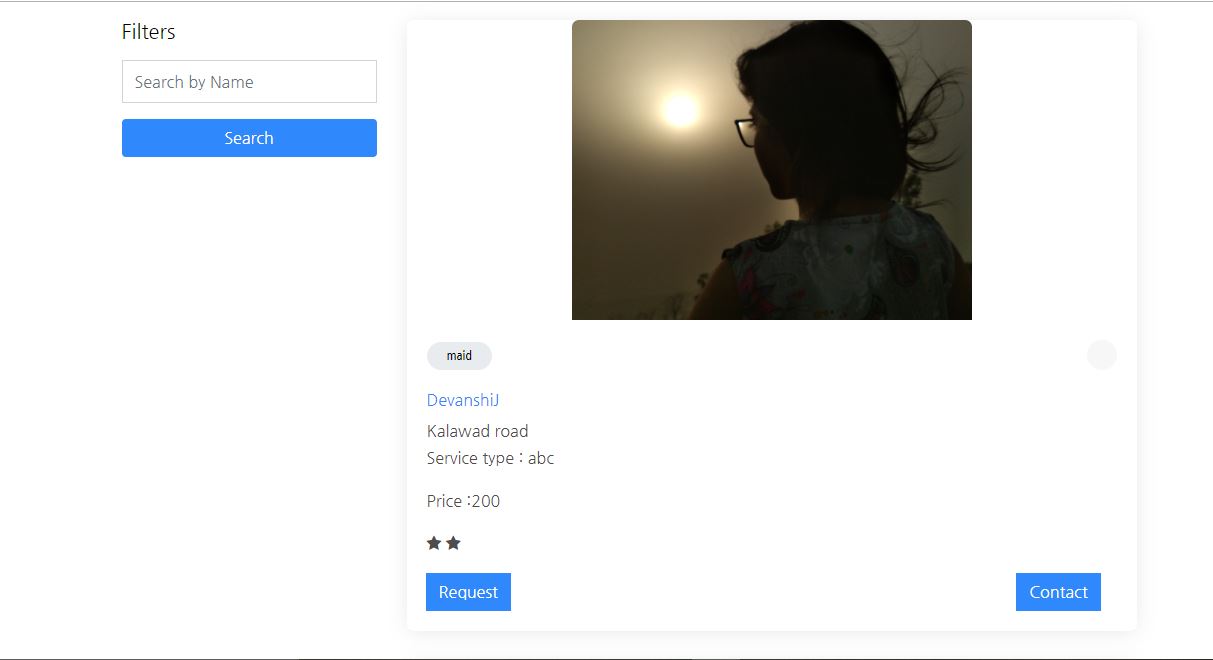 Filters
Search by Name
Search
maid
DevanshiJ
Kalawad road
Service type : abc
Price :200
Request
Contact